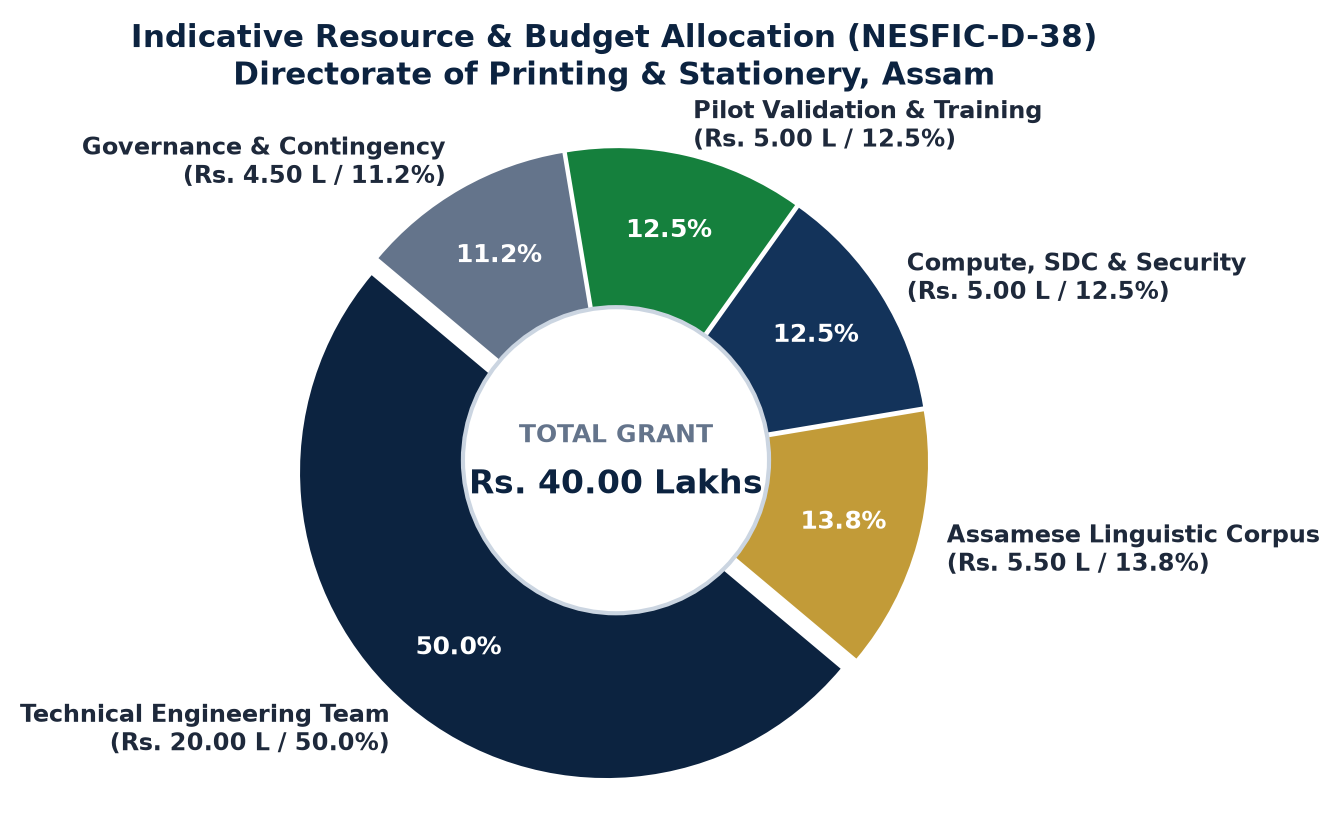 Indicative Resource & Budget Allocation (NESFIC-D-38)
Directorate of Printing & Stationery, Assam
Pilot Validation & Training
(Rs. 5.00 L / 12.5%)
Governance & Contingency
(Rs. 4.50 L / 11.2%)
12.5%
11.2%
Compute, SDC & Security
(Rs. 5.00 L / 12.5%)
12.5%
TOTAL GRANT
Rs. 40.00 Lakhs
13.8%
Assamese Linguistic Corpus
(Rs. 5.50 L / 13.8%)
50.0%
Technical Engineering Team
(Rs. 20.00 L / 50.0%)